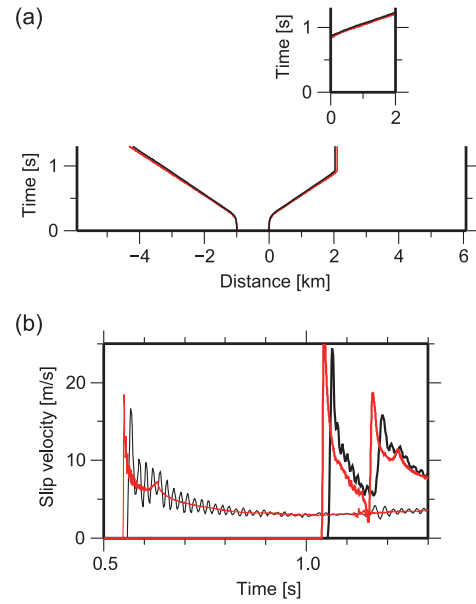 (a)
Time [s]
1
0
0 2
Time [s]
1
0
−4 −2 0 2 4 6
Distance [km]
(b)
Slip velocity [m/s]
20
10
0
0.5 1.0
Time [s]